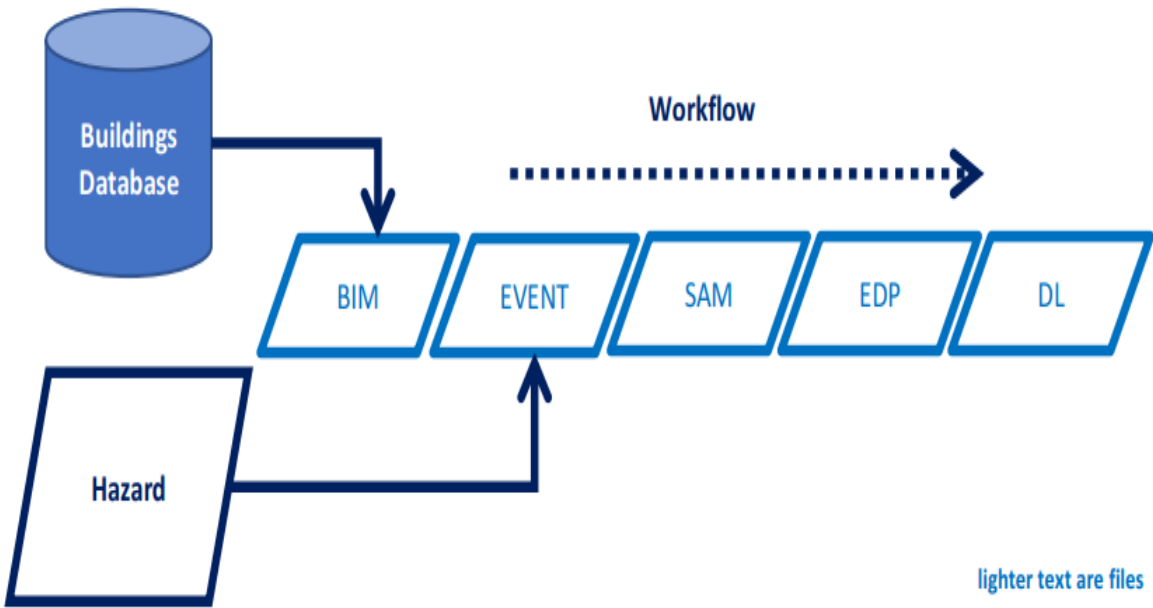 Buildings
Database
Workflow
BIM
EVENT
SAM
EDP
DL
Hazard
lighter text are files